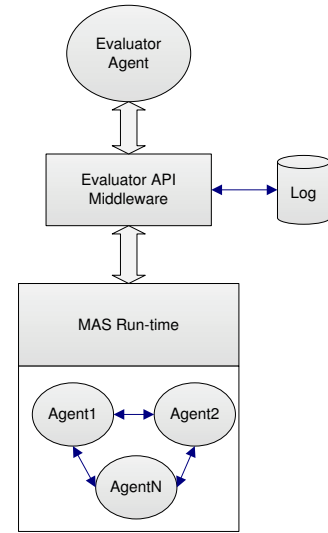 Evaluator
Agent
Evaluator API
Middleware
Log
MAS Run-time
Agent1
Agent2
AgentN